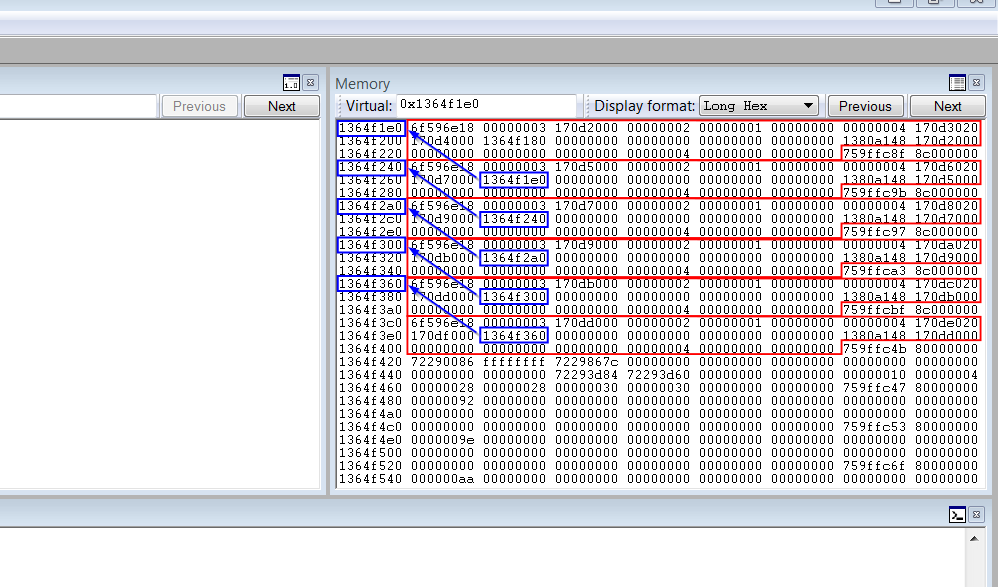 Previous Next
Memory
Virtual: 0x1364f1e0 Display format: Long Hex Previous Next
1364f1e0 6f596e18 00000003 170d2000 00000002 00000001 00000000 00000004 170d3020
1364f200 170d4000 1364f180 00000000 00000000 00000000 00000000 1380a148 170d2000
1364f220 00000000 00000000 00000000 00000004 00000000 00000000 759ffc8f 8c000000
1364f240 6f596e18 00000003 170d5000 00000002 00000001 00000000 00000004 170d6020
1364f260 170d7000 1364f1e0 00000000 00000000 00000000 00000000 1380a148 170d5000
1364f280 00000000 00000000 00000000 00000004 00000000 00000000 759ffc9b 8c000000
1364f2a0 6f596e18 00000003 170d7000 00000002 00000001 00000000 00000004 170d8020
1364f2c0 170d9000 1364f240 00000000 00000000 00000000 00000000 1380a148 170d7000
1364f2e0 00000000 00000000 00000000 00000004 00000000 00000000 759ffc97 8c000000
1364f300 6f596e18 00000003 170d9000 00000002 00000001 00000000 00000004 170da020
1364f320 170db000 1364f2a0 00000000 00000000 00000000 00000000 1380a148 170d9000
1364f340 00000000 00000000 00000000 00000004 00000000 00000000 759ffca3 8c000000
1364f360 6f596e18 00000003 170db000 00000002 00000001 00000000 00000004 170dc020
1364f380 170dd000 1364f300 00000000 00000000 00000000 00000000 1380a148 170db000
1364f3a0 00000000 00000000 00000000 00000004 00000000 00000000 759ffcbf 8c000000
1364f3c0 6f596e18 00000003 170dd000 00000002 00000001 00000000 00000004 170de020
1364f3e0 170df000 1364f360 00000000 00000000 00000000 00000000 1380a148 170dd000
1364f400 00000000 00000000 00000000 00000004 00000000 00000000 759ffc4b 80000000
1364f420 72290086 ffffffff 7229867c 00000004 00000000 00000000 00000000 00000000
1364f440 00000000 00000000 72293d84 72293d60 00000000 00000000 00000010 00000004
1364f460 00000028 00000028 00000030 00000030 00000000 00000000 759ffc47 80000000
1364f480 00000092 00000000 00000000 00000000 00000000 00000000 00000000 00000000
1364f4a0 00000000 00000000 00000000 00000000 00000000 00000000 00000000 00000000
1364f4c0 00000000 00000000 00000000 00000000 00000000 00000000 759ffc53 80000000
1364f4e0 0000009e 00000000 00000000 00000000 00000000 00000000 00000000 00000000
1364f500 00000000 00000000 00000000 00000000 00000000 00000000 00000000 00000000
1364f520 00000000 00000000 00000000 00000000 00000000 00000000 759ffc6f 80000000
1364f540 000000aa 00000000 00000000 00000000 00000000 00000000 00000000 00000000